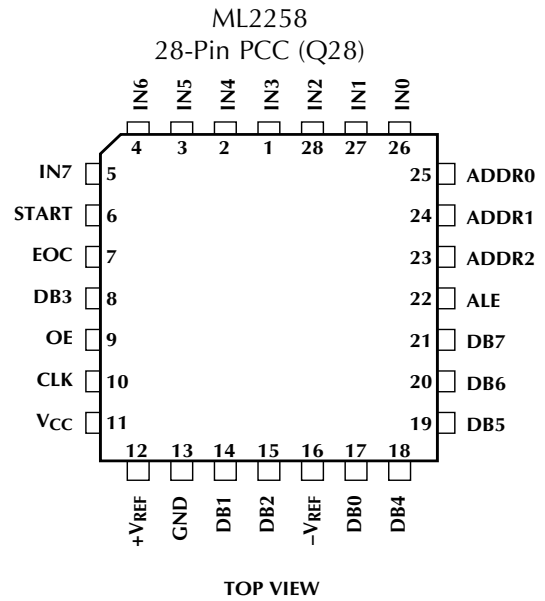 ML2258
28-Pin PCC (Q28)
IN6 IN5 IN4 IN3 IN2 IN1 IN0
4 3 2 1 28 27 26
IN7 5 25 ADDR0
START 6 24 ADDR1
EOC 7 23 ADDR2
DB3 8 22 ALE
OE 9 21 DB7
CLK 10 20 DB6
VCC 11 19 DB5
12 13 14 15 16 17 18
+VREF GND DB1 DB2 –VREF DB0 DB4
TOP VIEW